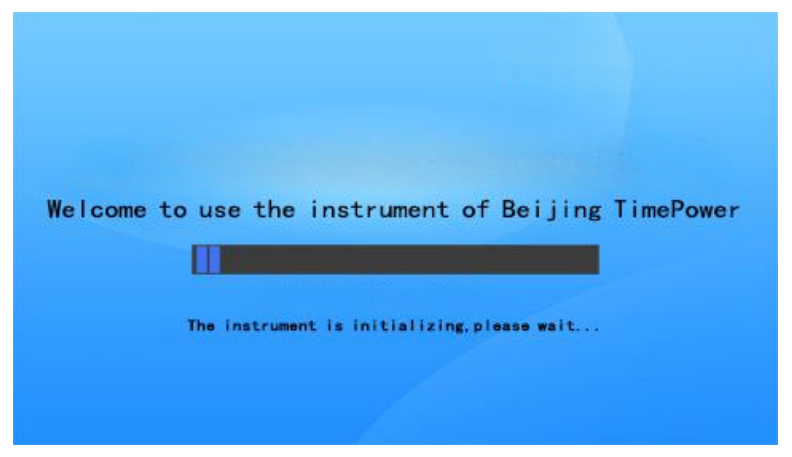 Welcome to use the instrument of Beijing TimePower
The instrument is initializing,please wait...